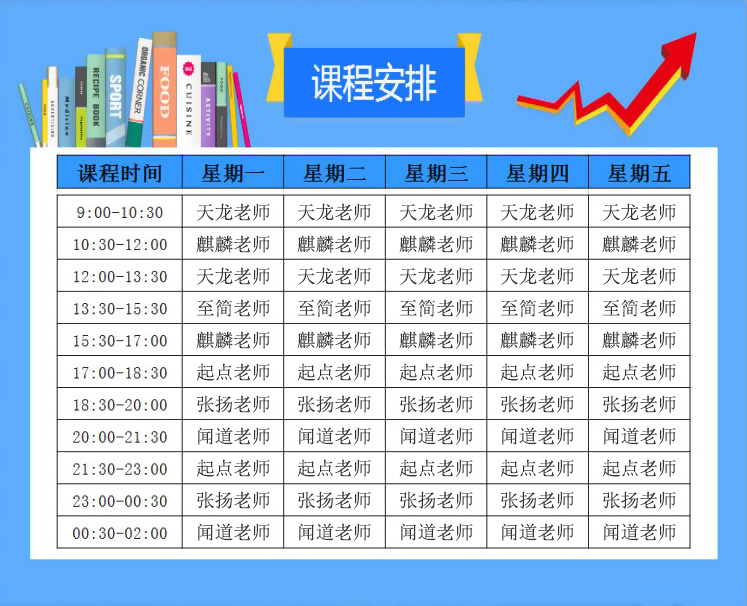 RECIPE BOOK
SPORT
ORGANIC CORNER
FOOD
CUISINE
ACTIVITY
Medicine
课程安排
课程时间 星期一 星期二 星期三 星期四 星期五
9:00-10:30 天龙老师 天龙老师 天龙老师 天龙老师 天龙老师
10:30-12:00 麒麟老师 麒麟老师 麒麟老师 麒麟老师 麒麟老师
12:00-13:30 天龙老师 天龙老师 天龙老师 天龙老师 天龙老师
13:30-15:30 至简老师 至简老师 至简老师 至简老师 至简老师
15:30-17:00 麒麟老师 麒麟老师 麒麟老师 麒麟老师 麒麟老师
17:00-18:30 起点老师 起点老师 起点老师 起点老师 起点老师
18:30-20:00 张扬老师 张扬老师 张扬老师 张扬老师 张扬老师
20:00-21:30 闻道老师 闻道老师 闻道老师 闻道老师 闻道老师
21:30-23:00 起点老师 起点老师 起点老师 起点老师 起点老师
23:00-00:30 张扬老师 张扬老师 张扬老师 张扬老师 张扬老师
00:30-02:00 闻道老师 闻道老师 闻道老师 闻道老师 闻道老师